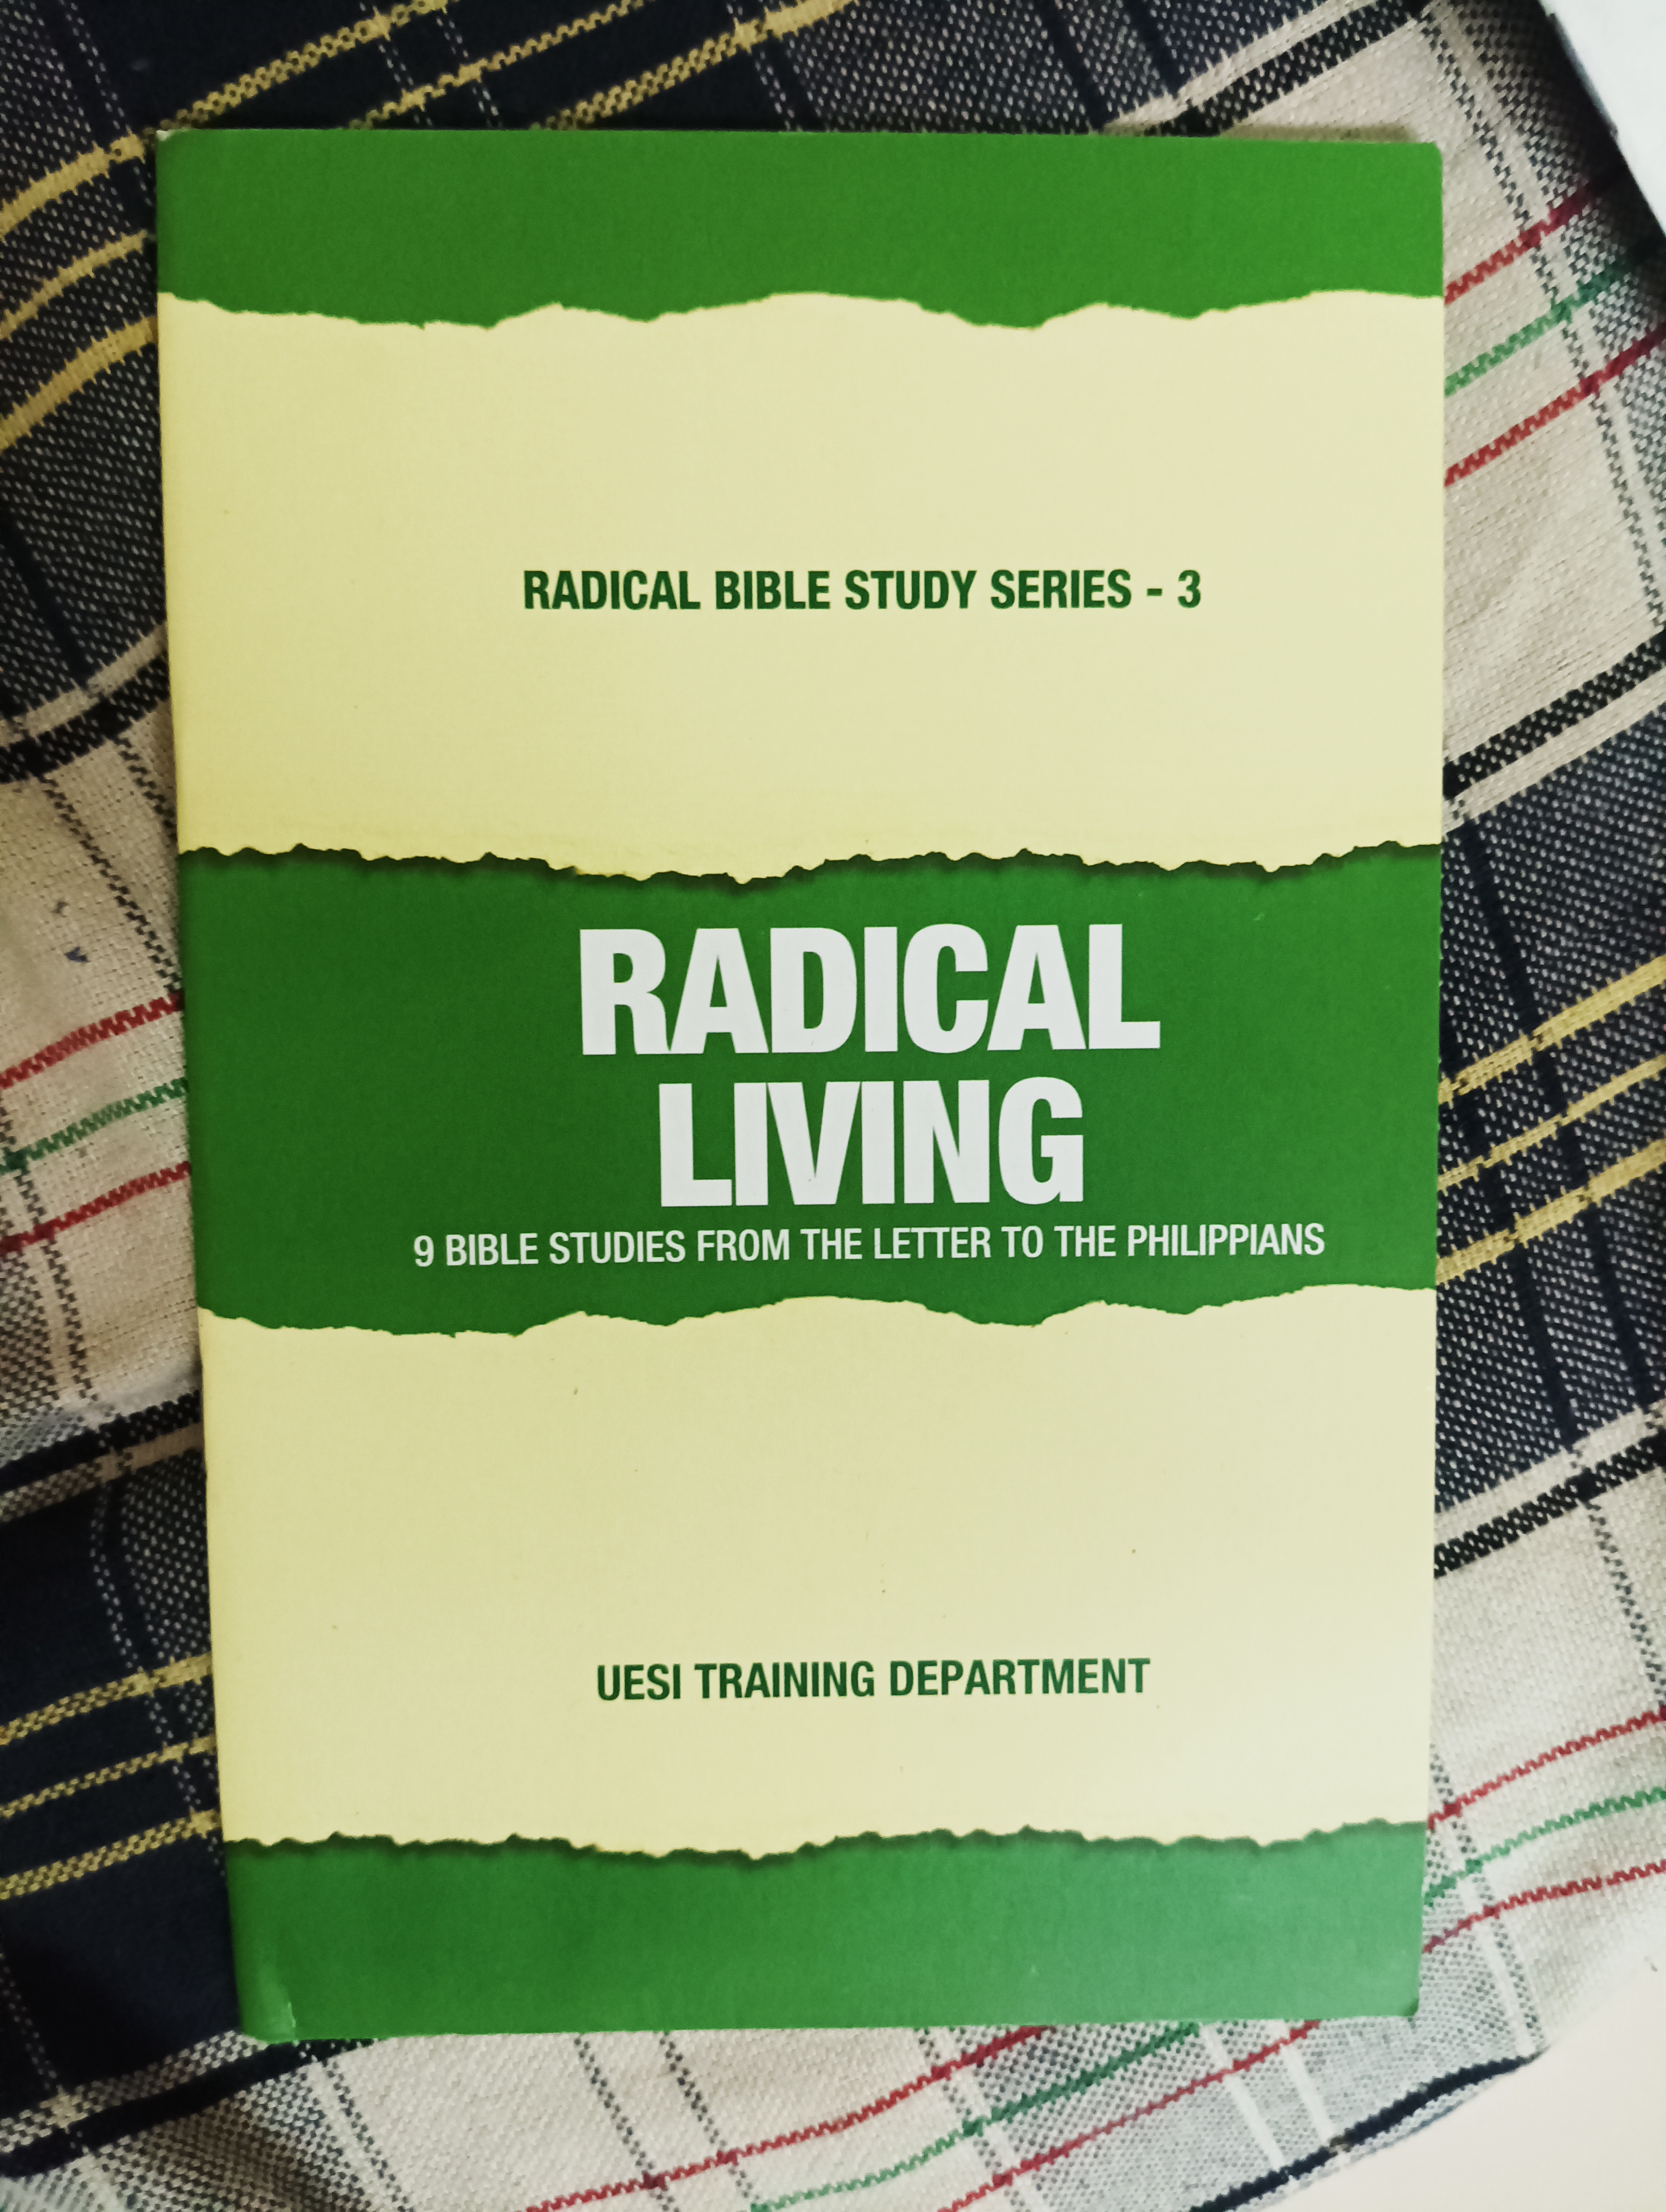 RADICAL BIBLE STUDY SERIES - 3
RADICAL
LIVING
9 BIBLE STUDIES FROM THE LETTER TO THE PHILIPPIANS
UESI TRAINING DEPARTMENT